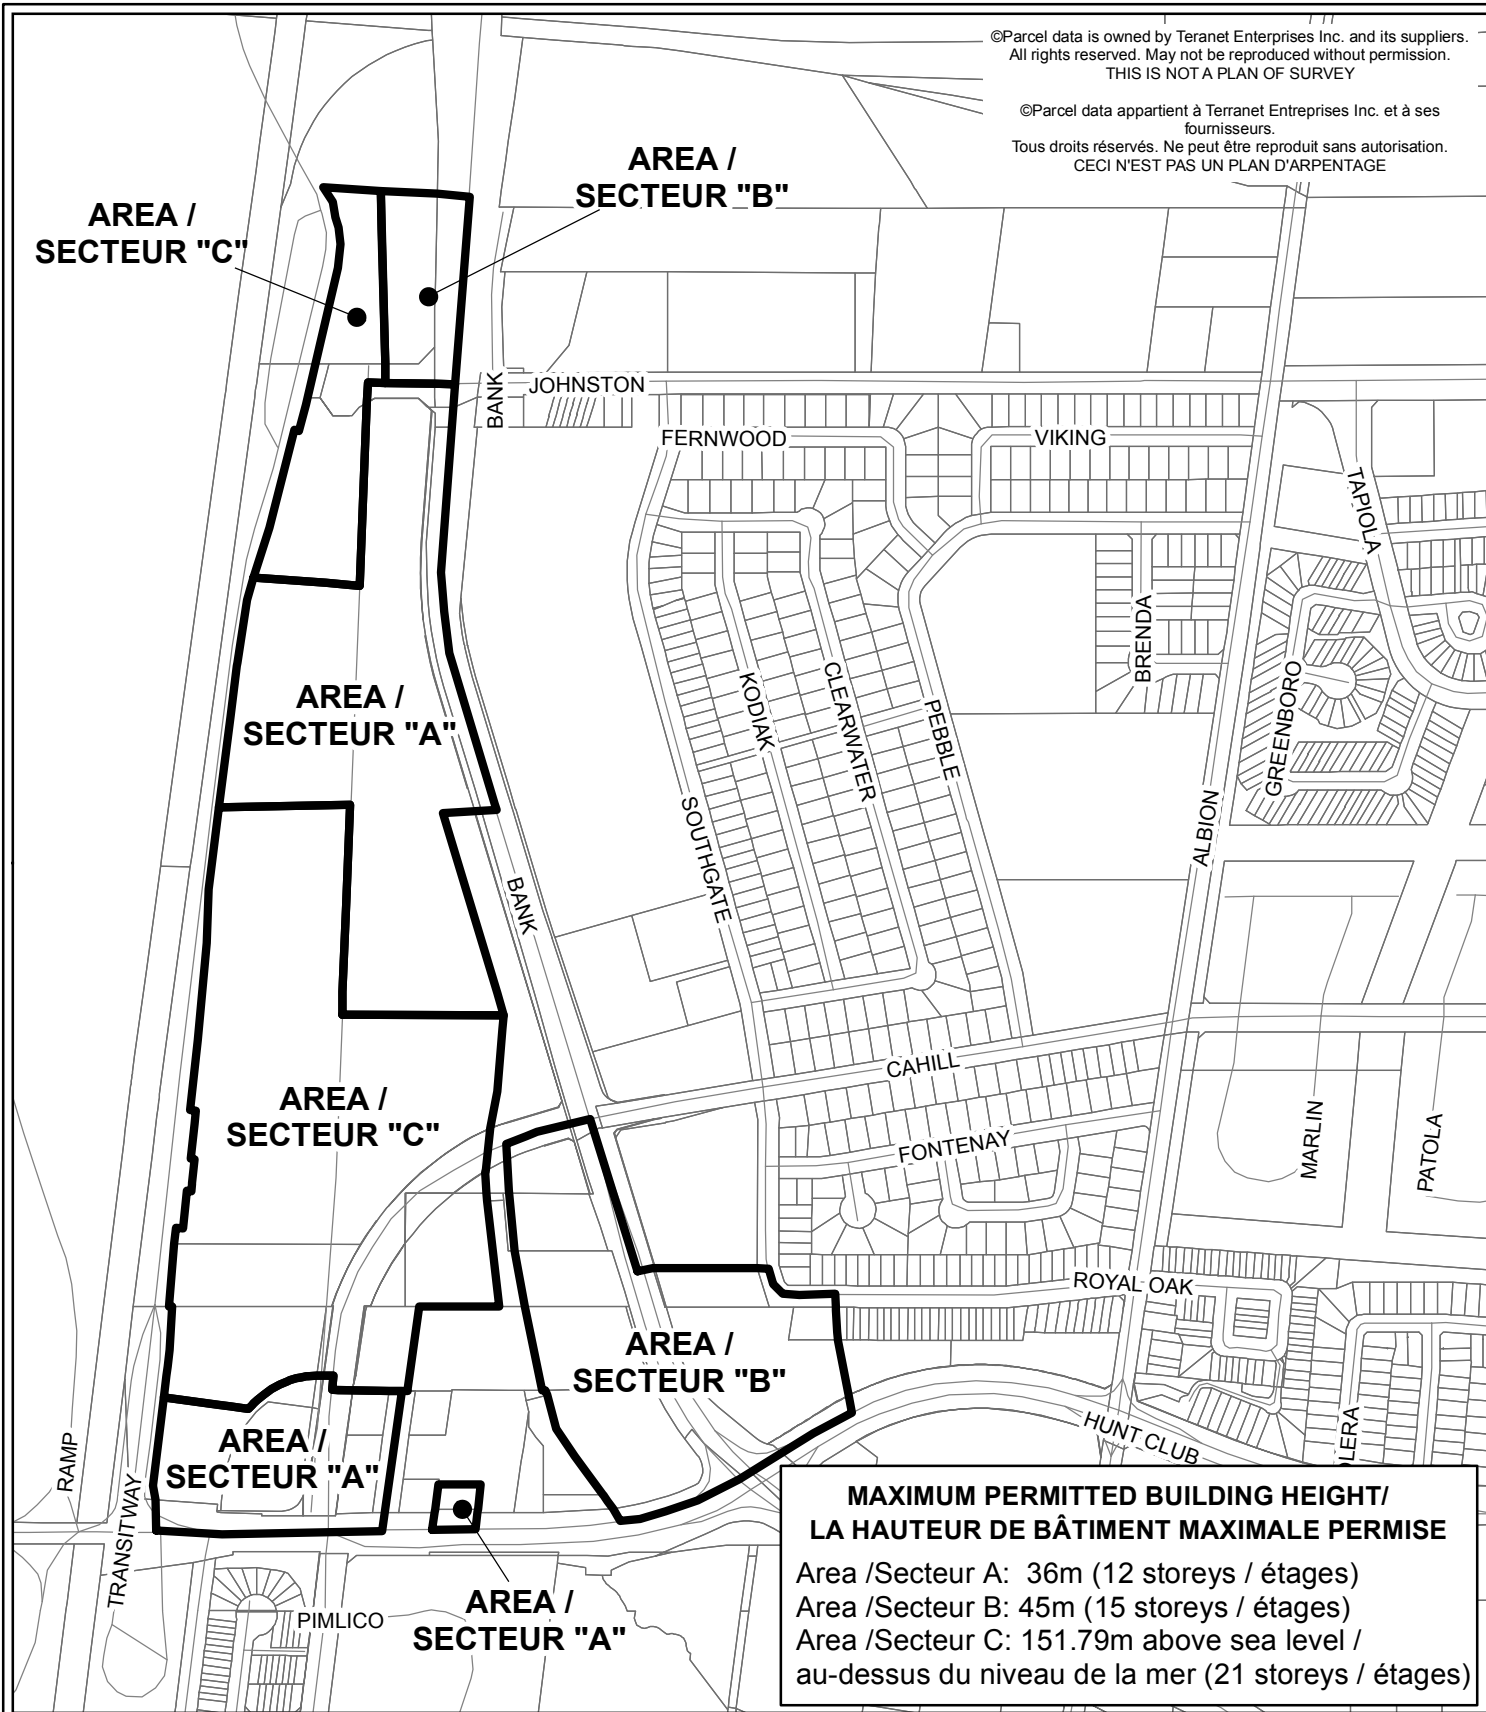 ©Parcel data is owned by Teranet Enterprises Inc. and its suppliers.
All rights reserved. May not be reproduced without permission.
THIS IS NOT A PLAN OF SURVEY
©Parcel data appartient à Terranet Entreprises Inc. et à ses
fournisseurs.
Tous droits réservés. Ne peut être reproduit sans autorisation.
CECI N'EST PAS UN PLAN D'ARPENTAGE
AREA /
SECTEUR "B"
AREA /
SECTEUR "C"
BANK
JOHNSTON
FERNWOOD
VIKING
TAPIOLA
BRENDA
GREENBORO
KODIAK
CLEARWATER
PEBBLE
AREA /
SECTEUR "A"
SOUTHGATE
ALBION
BANK
CAHILL
AREA /
SECTEUR "C"
FONTENAY
MARLIN
PATOLA
ROYAL OAK
AREA /
SECTEUR "B"
HUNT CLUB
AREA /
SECTEUR "A"
RAMP
TRANSITWAY
PIMLICO
AREA /
SECTEUR "A"
MAXIMUM PERMITTED BUILDING HEIGHT/
LA HAUTEUR DE BÂTIMENT MAXIMALE PERMISE
Area /Secteur A: 36m (12 storeys / étages)
Area /Secteur B: 45m (15 storeys / étages)
Area /Secteur C: 151.79m above sea level /
au-dessus du niveau de la mer (21 storeys / étages)